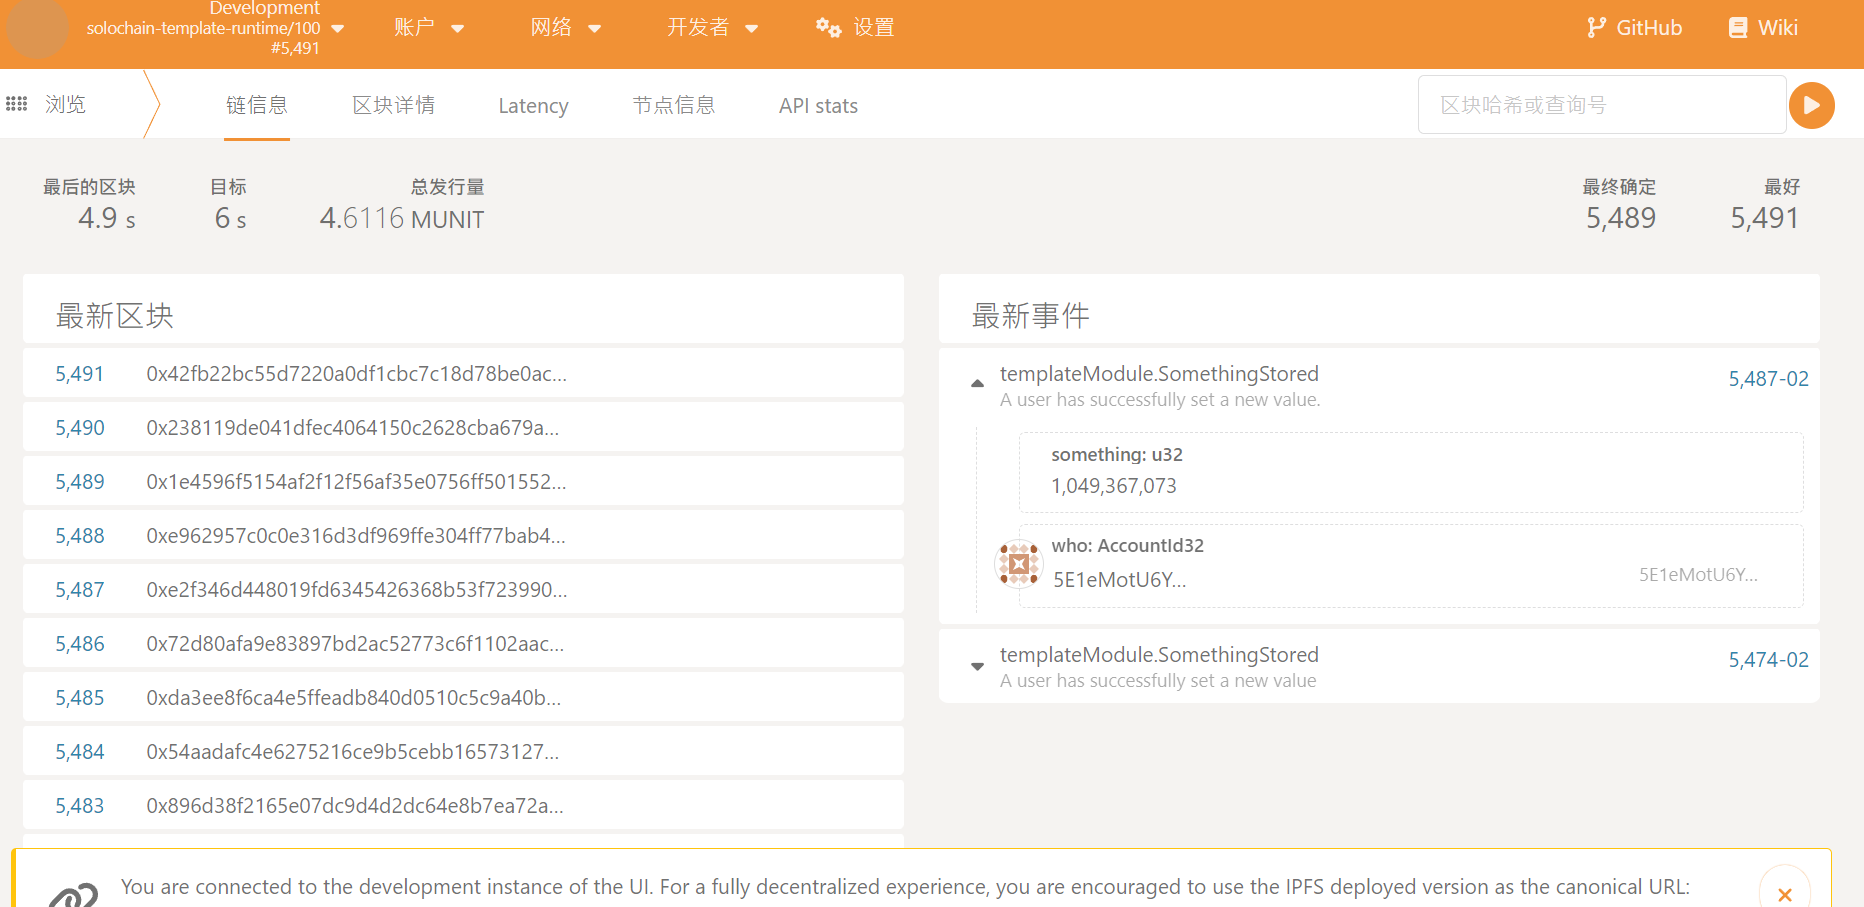 Development
solochain-template-runtime/100
#5,491
账户
网络
开发者
设置
GitHub
Wiki
浏览
链信息
区块详情
Latency
节点信息
API stats
区块哈希或查询号
最后的区块
4.9 s
目标
6 s
总发行量
4.6116 MUNIT
最终确定
5,489
最好
5,491
最新区块
5,491 0x42fb22bc55d7220a0df1cbc7c18d78be0ac...
5,490 0x238119de041dfec4064150c2628cba679a...
5,489 0x1e4596f5154af2f12f56af35e0756ff501552...
5,488 0xe962957c0c0e316d3df969ffe304ff77bab4...
5,487 0xe2f346d448019fd6345426368b53f723990...
5,486 0x72d80afa9e83897bd2ac52773c6f1102aac...
5,485 0xda3ee8f6ca4e5ffeadb840d0510c5c9a40b...
5,484 0x54aadafc4e6275216ce9b5cebb16573127...
5,483 0x896d38f2165e07dc9d4d2dc64e8b7ea72a...
最新事件
templateModule.SomethingStored 5,487-02
A user has successfully set a new value.
something: u32
1,049,367,073
who: AccountId32
5E1eMotU6Y... 5E1eMotU6Y...
templateModule.SomethingStored 5,474-02
A user has successfully set a new value
You are connected to the development instance of the UI. For a fully decentralized experience, you are encouraged to use the IPFS deployed version as the canonical URL: